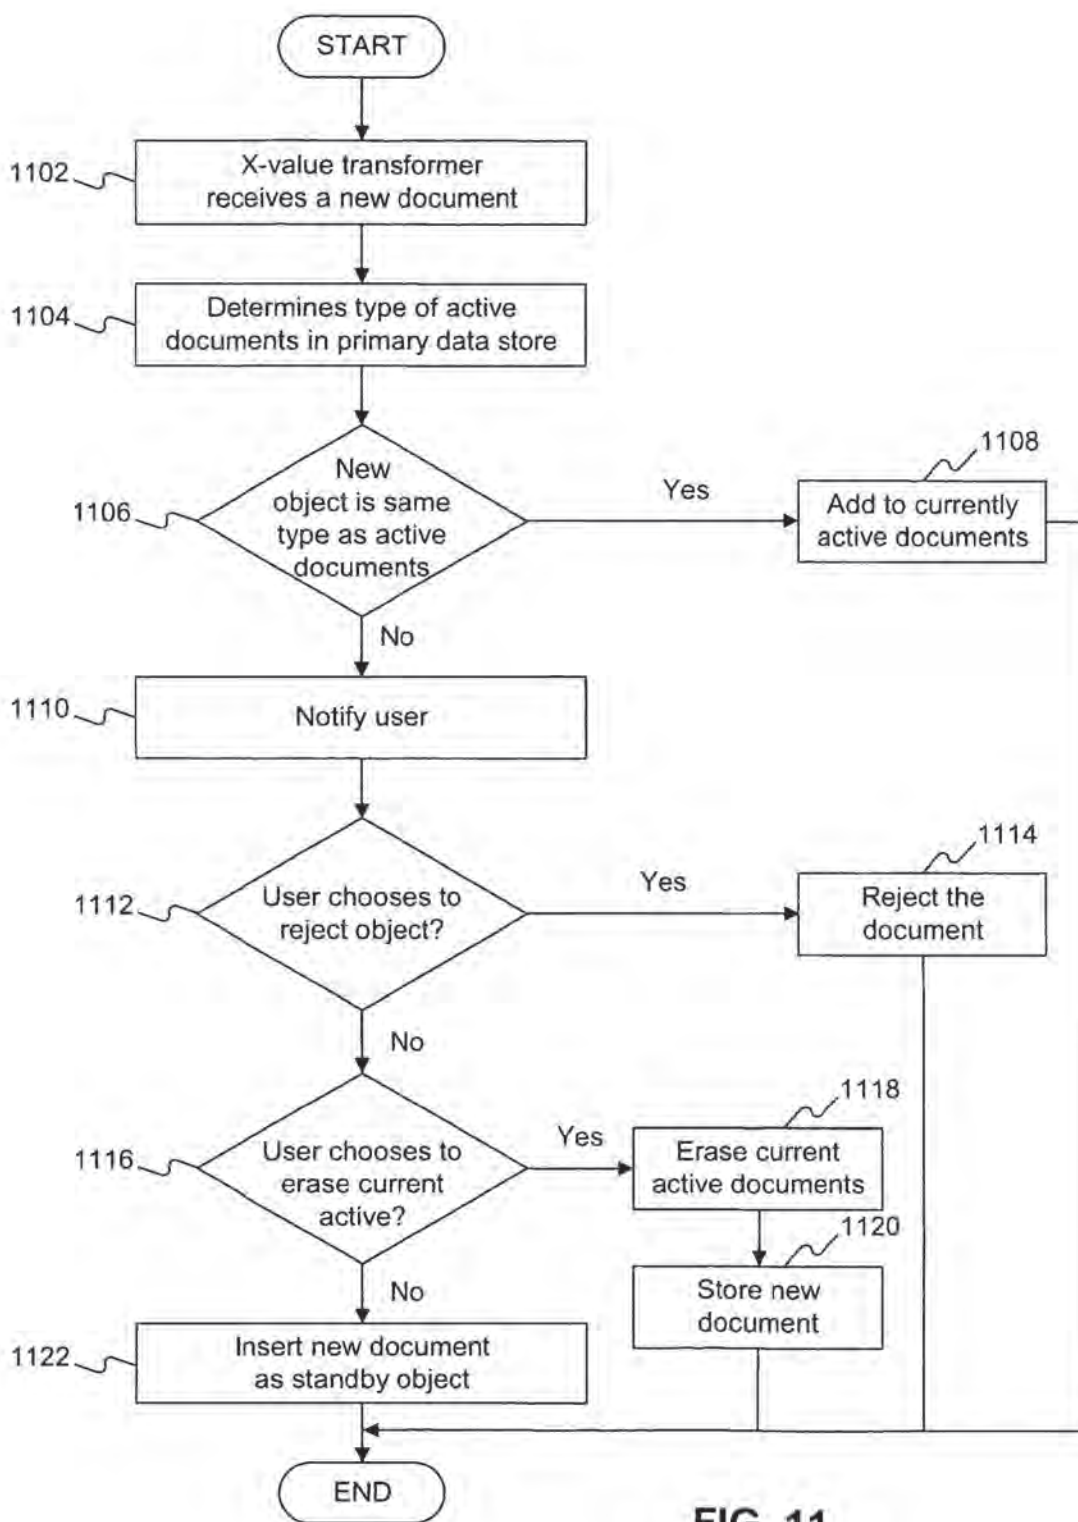 START
1102
X-value transformer
receives a new document
1104
Determines type of active
documents in primary data store
1106
New
object is same
type as active
documents
Yes
1108
Add to currently
active documents
No
1110
Notify user
1112
User chooses to
reject object?
Yes
1114
Reject the
document
No
1116
User chooses to
erase current
active?
Yes
1118
Erase current
active documents
1120
Store new
document
No
1122
Insert new document
as standby object
END
FIG. 11